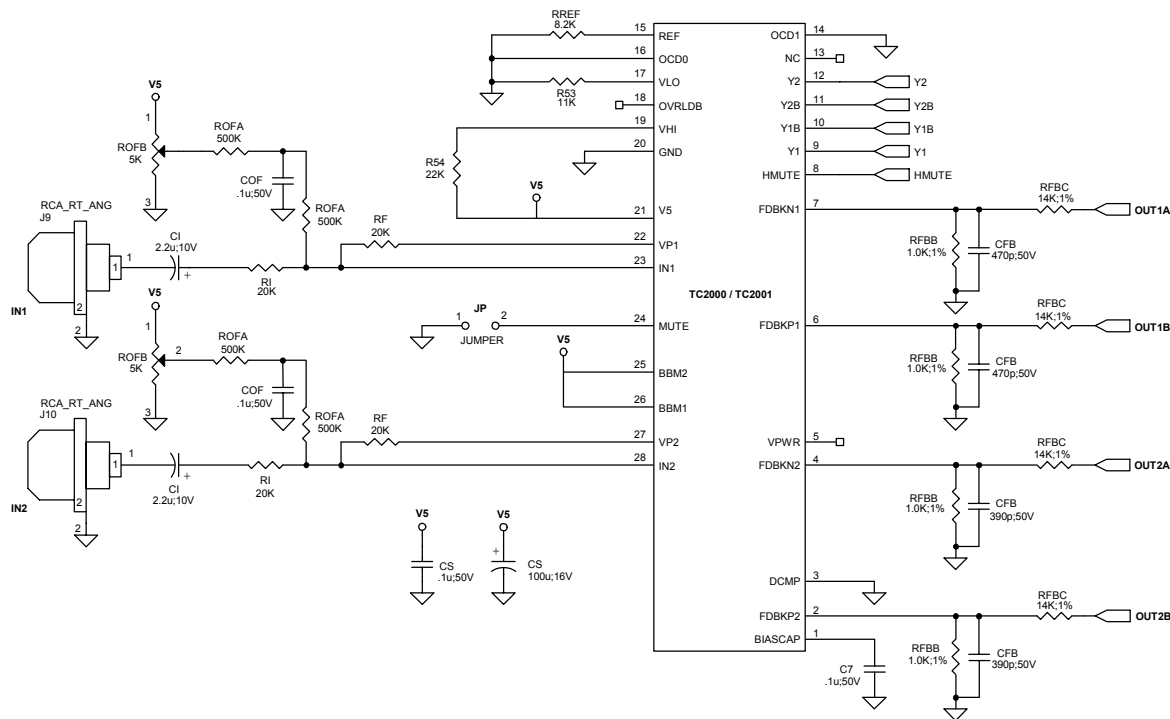 V5
1
ROFB
5K
3
ROFA
500K
COF
.1u;50V
ROFA
500K
RCA_RT_ANG
J9
1
1
2
2
IN1
CI
2.2u;10V
+
RI
20K
RF
20K
V5
1
2
ROFB
5K
3
ROFA
500K
COF
.1u;50V
ROFA
500K
RCA_RT_ANG
J10
1
1
2
2
IN2
CI
2.2u;10V
+
RI
20K
RF
20K
RREF
8.2K
R53
11K
R54
22K
V5
JP
1
2
JUMPER
V5
V5
CS
.1u;50V
V5
+
CS
100u;16V
TC2000 / TC2001
15 REF
16 OCD0
17 VLO
18 OVRLDB
19 VHI
20 GND
21 V5
22 VP1
23 IN1
24 MUTE
25 BBM2
26 BBM1
27 VP2
28 IN2
OCD1 14
NC 13
Y2 12 Y2
Y2B 11 Y2B
Y1B 10 Y1B
Y1 9 Y1
HMUTE 8 HMUTE
FDBKN1 7
FDBKP1 6
VPWR 5
FDBKN2 4
DCMP 3
FDBKP2 2
BIASCAP 1
C7
.1u;50V
RFBC
14K;1%
OUT1A
RFBB
1.0K;1%
CFB
470p;50V
RFBC
14K;1%
OUT1B
RFBB
1.0K;1%
CFB
470p;50V
RFBC
14K;1%
OUT2A
RFBB
1.0K;1%
CFB
390p;50V
RFBC
14K;1%
OUT2B
RFBB
1.0K;1%
CFB
390p;50V